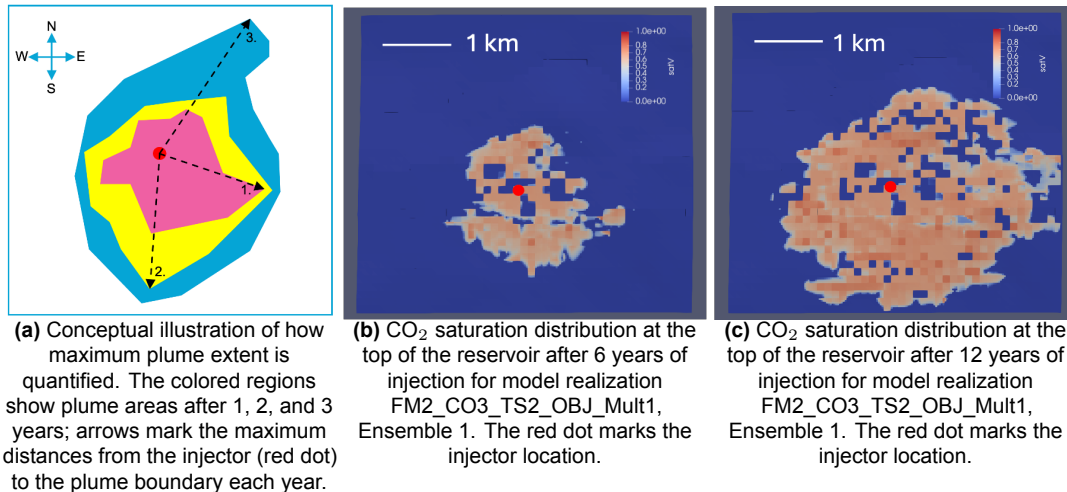 N
W E
S
3.
1.
2.
1 km
1.0e+00
0.8
0.7
0.6
0.5
0.4
0.3
0.2
0.0e+00
satV
1 km
1.0e+00
0.8
0.7
0.6
0.5
0.4
0.3
0.2
0.0e+00
satV
(a) Conceptual illustration of how
maximum plume extent is
quantified. The colored regions
show plume areas after 1, 2, and 3
years; arrows mark the maximum
distances from the injector (red dot)
to the plume boundary each year.
(b) CO₂ saturation distribution at the
top of the reservoir after 6 years of
injection for model realization
FM2_CO3_TS2_OBJ_Mult1,
Ensemble 1. The red dot marks the
injector location.
(c) CO₂ saturation distribution at the
top of the reservoir after 12 years of
injection for model realization
FM2_CO3_TS2_OBJ_Mult1,
Ensemble 1. The red dot marks the
injector location.